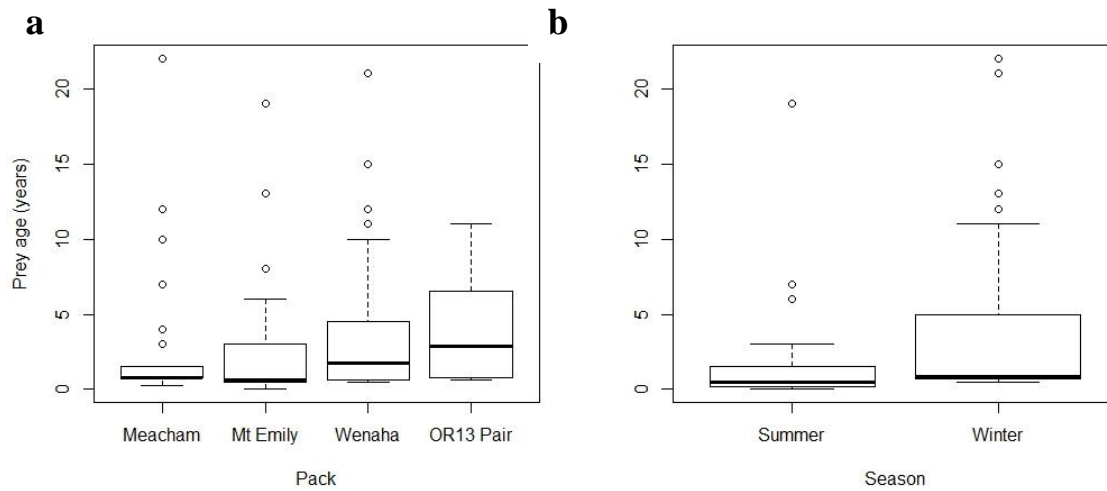 a
Prey age (years)
20
15
10
5
0
Meacham Mt Emily Wenaha OR13 Pair
Pack
b
20
15
10
5
0
Summer Winter
Season